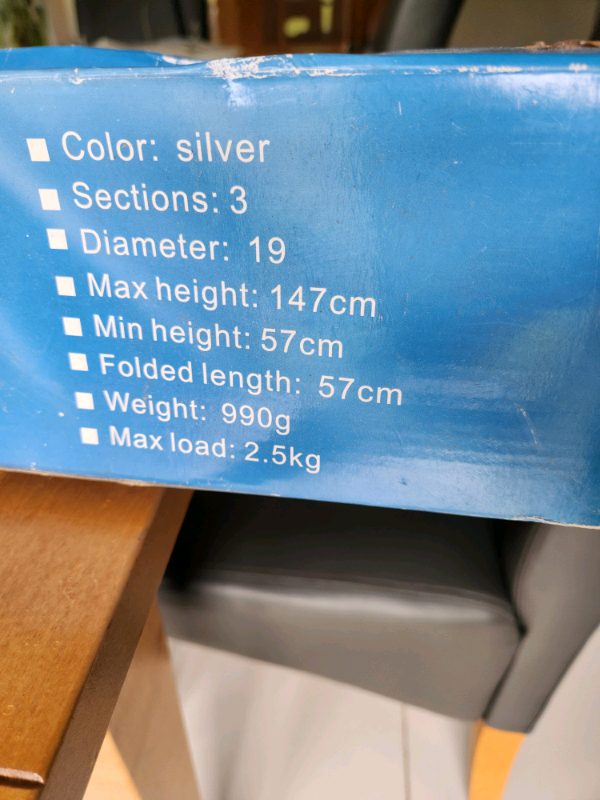 Color: silver
Sections: 3
Diameter: 19
Max height: 147cm
Min height: 57cm
Folded length: 57cm
Weight: 990g
Max load: 2.5kg